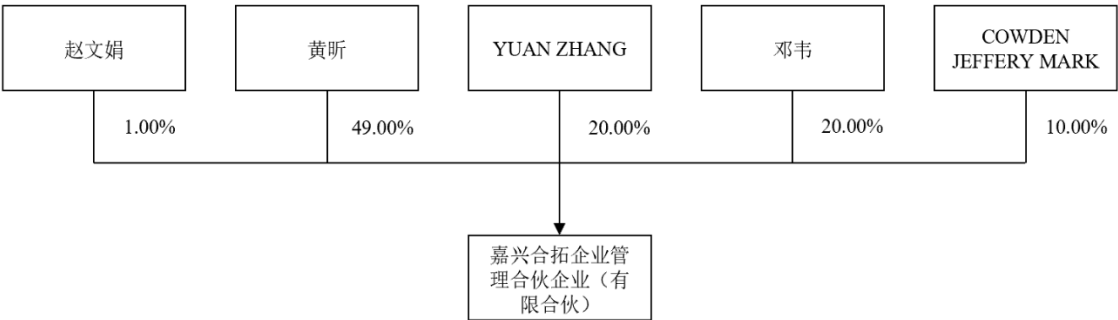 赵文娟
黄昕
YUAN ZHANG
邓韦
COWDEN
JEFFERY MARK
1.00%
49.00%
20.00%
20.00%
10.00%
嘉兴合拓企业管
理合伙企业（有
限合伙）